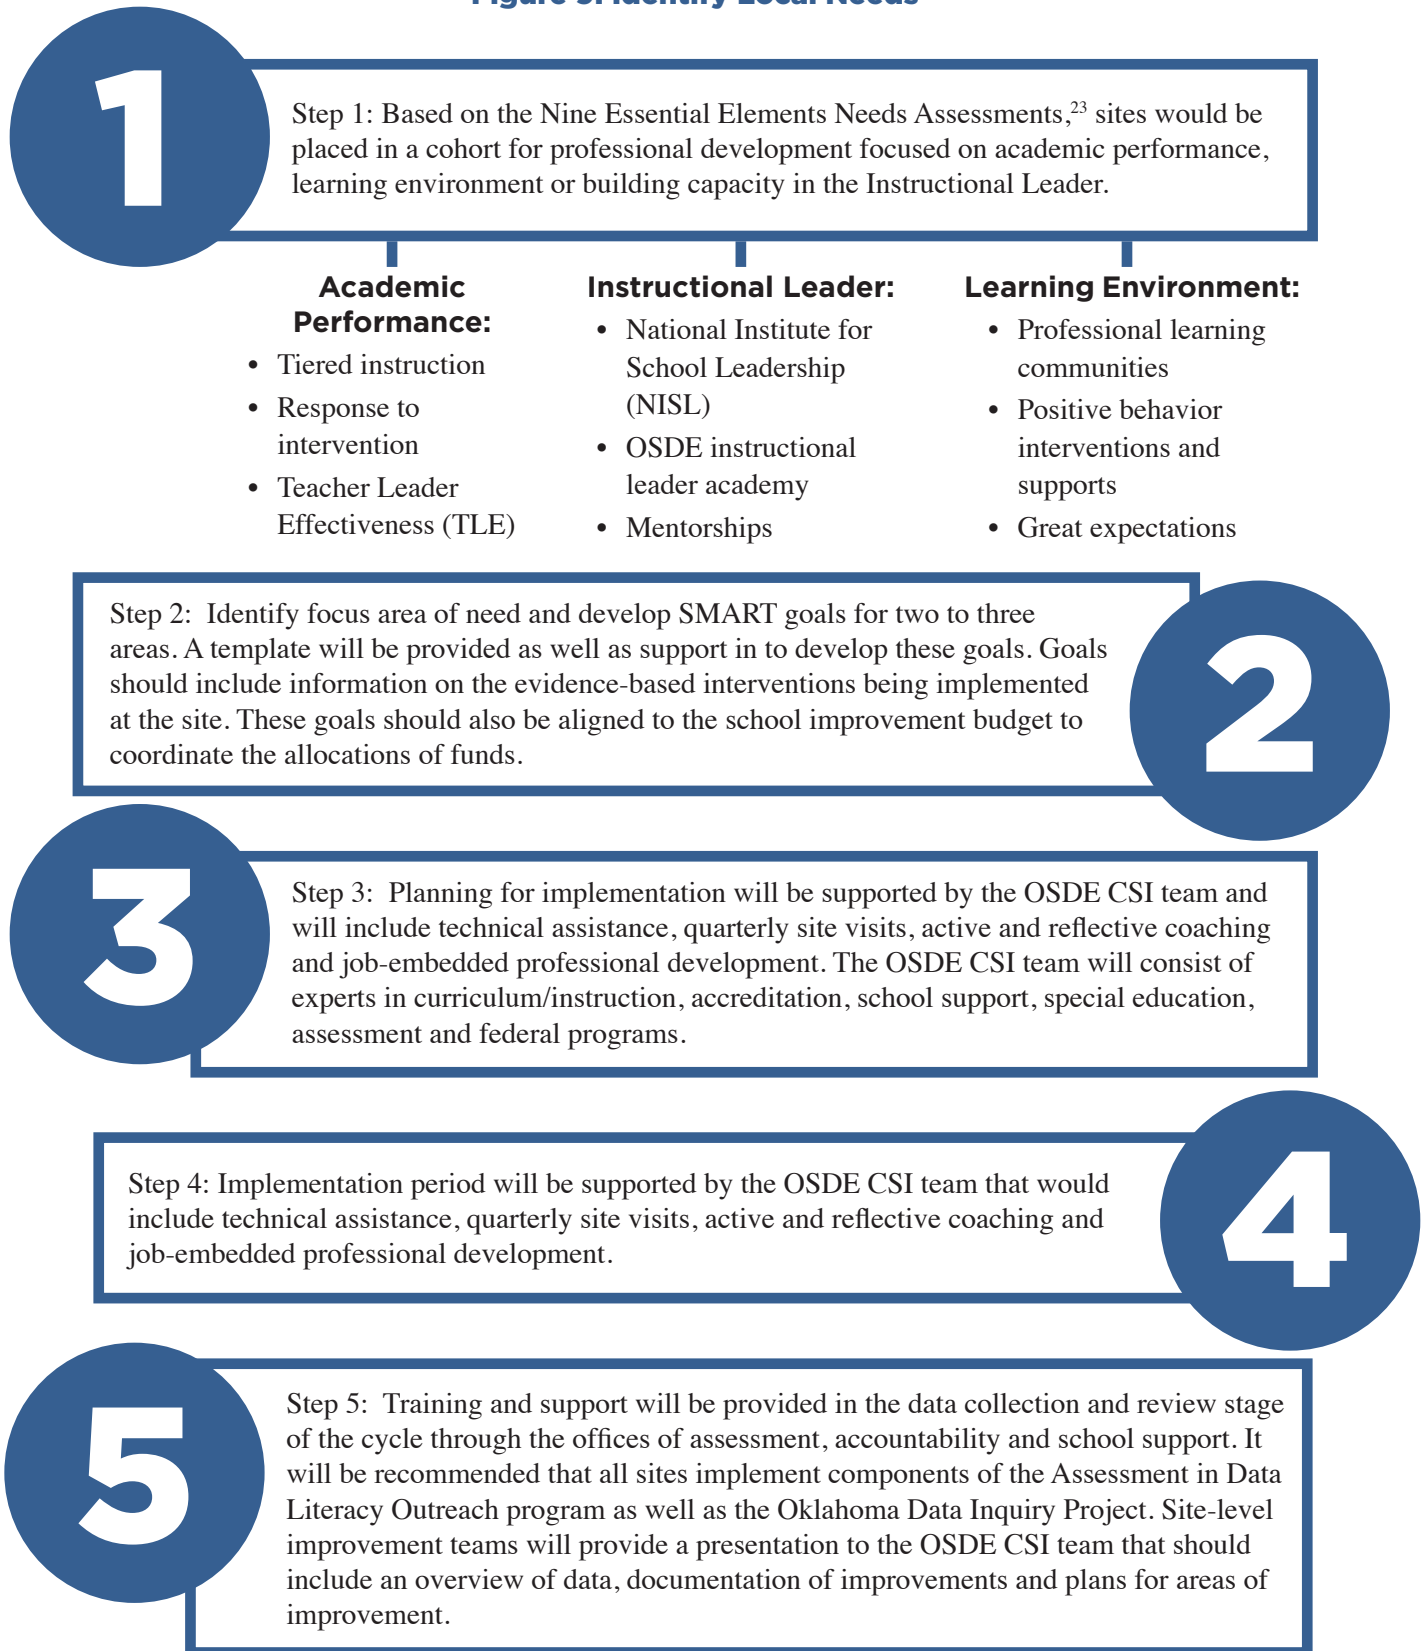 Identify Local Needs
1
Step 1: Based on the Nine Essential Elements Needs Assessments,23 sites would be
placed in a cohort for professional development focused on academic performance,
learning environment or building capacity in the Instructional Leader.
Academic
Performance:
• Tiered instruction
• Response to
intervention
• Teacher Leader
Effectiveness (TLE)
Instructional Leader:
• National Institute for
School Leadership
(NISL)
• OSDE instructional
leader academy
• Mentorships
Learning Environment:
• Professional learning
communities
• Positive behavior
interventions and
supports
• Great expectations
Step 2: Identify focus area of need and develop SMART goals for two to three
areas. A template will be provided as well as support in to develop these goals. Goals
should include information on the evidence-based interventions being implemented
at the site. These goals should also be aligned to the school improvement budget to
coordinate the allocations of funds.
2
3
Step 3: Planning for implementation will be supported by the OSDE CSI team and
will include technical assistance, quarterly site visits, active and reflective coaching
and job-embedded professional development. The OSDE CSI team will consist of
experts in curriculum/instruction, accreditation, school support, special education,
assessment and federal programs.
Step 4: Implementation period will be supported by the OSDE CSI team that would
include technical assistance, quarterly site visits, active and reflective coaching and
job-embedded professional development.
4
5
Step 5: Training and support will be provided in the data collection and review stage
of the cycle through the offices of assessment, accountability and school support. It
will be recommended that all sites implement components of the Assessment in Data
Literacy Outreach program as well as the Oklahoma Data Inquiry Project. Site-level
improvement teams will provide a presentation to the OSDE CSI team that should
include an overview of data, documentation of improvements and plans for areas of
improvement.